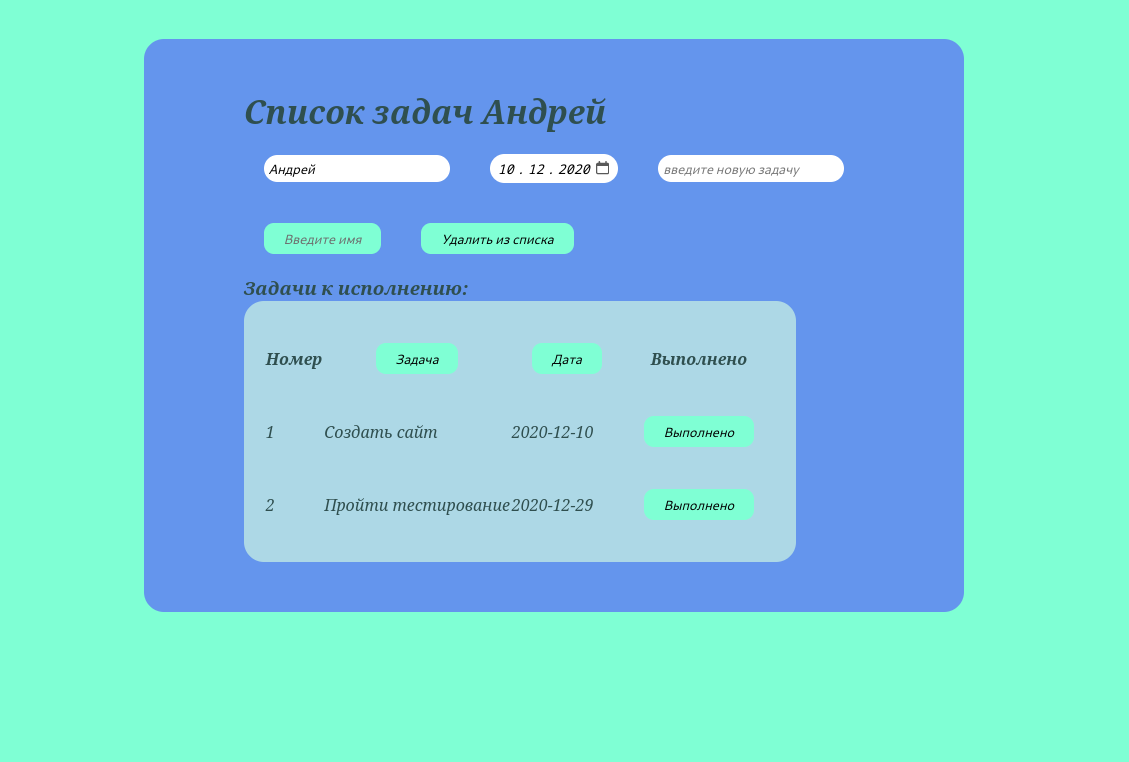 Список задач Андрей
Андрей 10 . 12 . 2020 введите новую задачу
Введите имя Удалить из списка
Задачи к исполнению:
Номер Задача Дата Выполнено
1 Создать сайт 2020-12-10 Выполнено
2 Пройти тестирование 2020-12-29 Выполнено